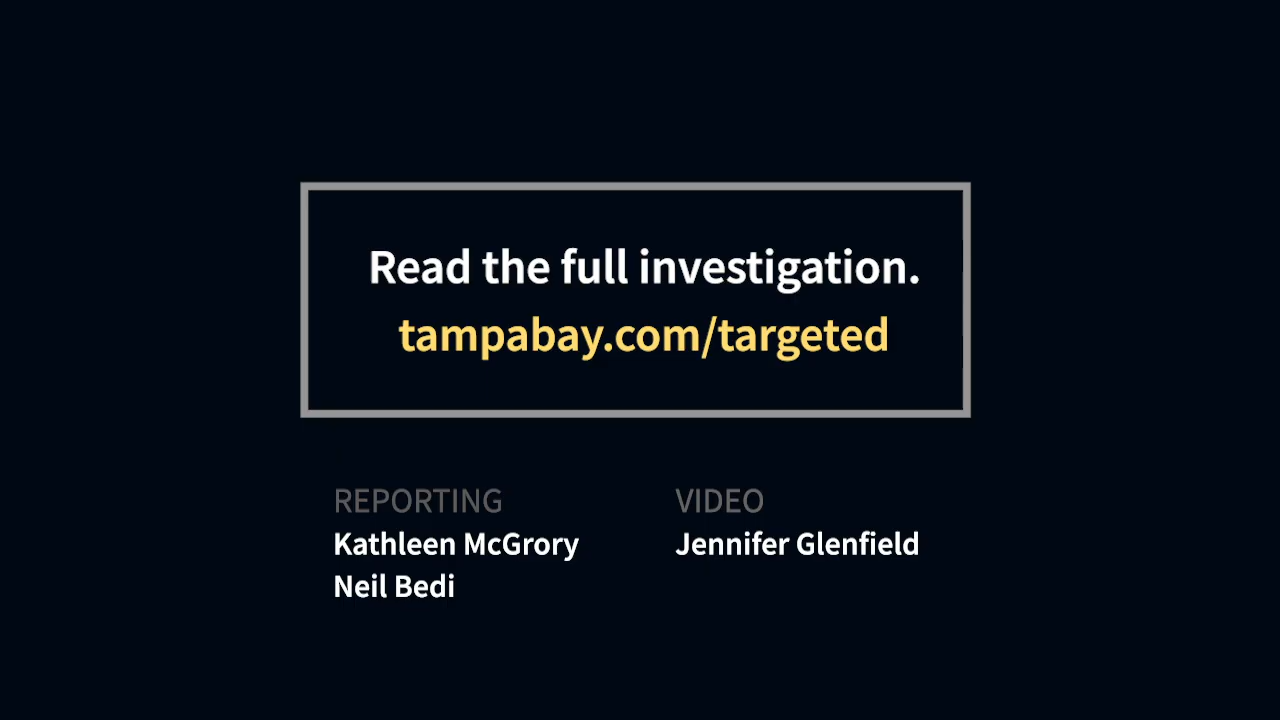 Read the full investigation.
tampabay.com/targeted
REPORTING
Kathleen McGrory
Neil Bedi
VIDEO
Jennifer Glenfield